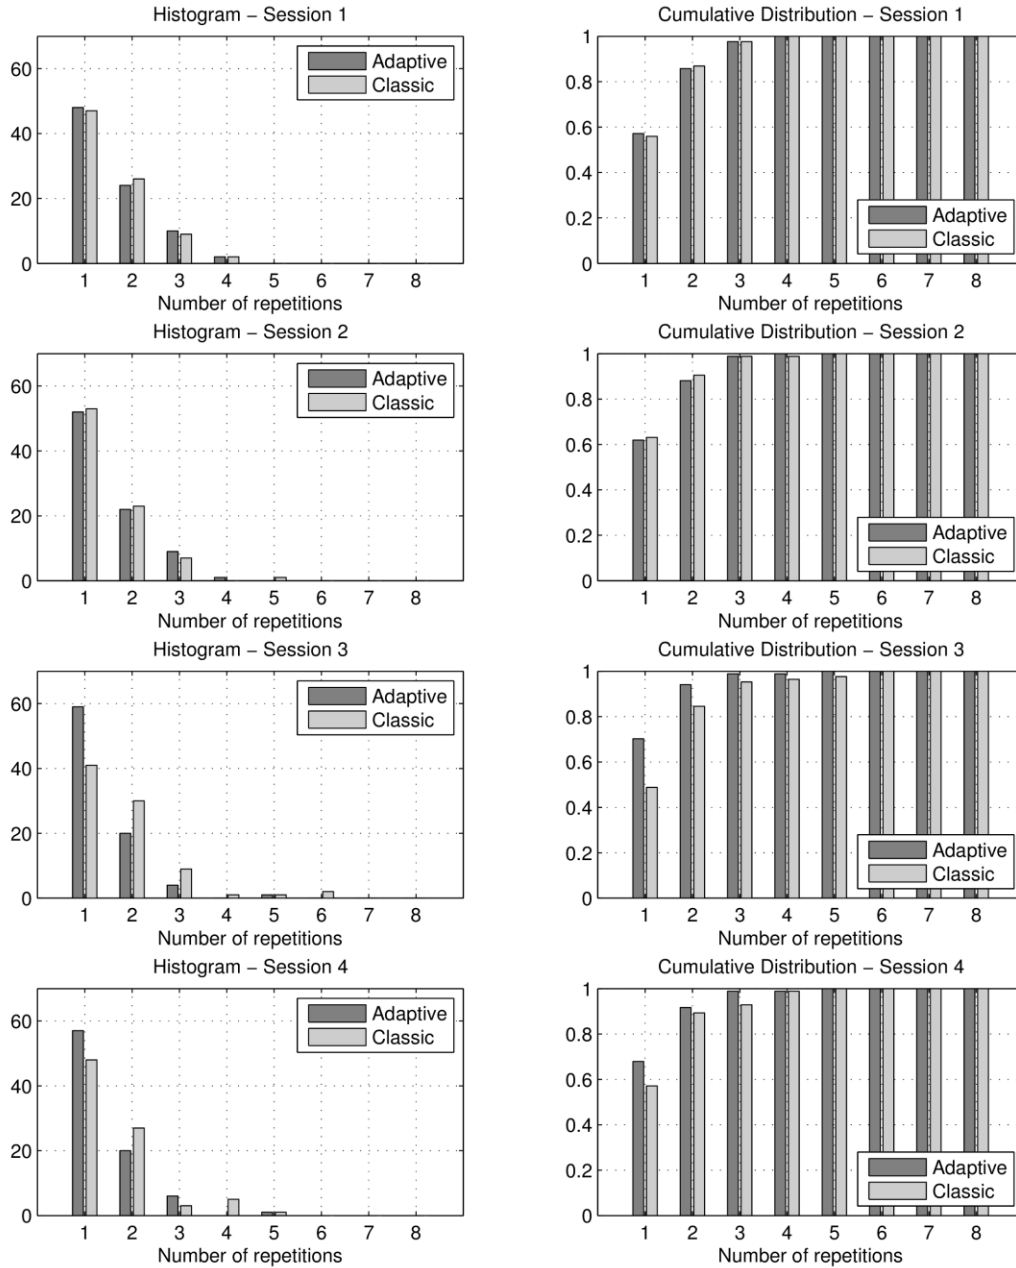 Histogram − Session 1
60
40
20
0
Adaptive
Classic
1 2 3 4 5 6 7 8
Number of repetitions
Cumulative Distribution − Session 1
1
0.8
0.6
0.4
0.2
0
Adaptive
Classic
1 2 3 4 5 6 7 8
Number of repetitions
Histogram − Session 2
60
40
20
0
Adaptive
Classic
1 2 3 4 5 6 7 8
Number of repetitions
Cumulative Distribution − Session 2
1
0.8
0.6
0.4
0.2
0
Adaptive
Classic
1 2 3 4 5 6 7 8
Number of repetitions
Histogram − Session 3
60
40
20
0
Adaptive
Classic
1 2 3 4 5 6 7 8
Number of repetitions
Cumulative Distribution − Session 3
1
0.8
0.6
0.4
0.2
0
Adaptive
Classic
1 2 3 4 5 6 7 8
Number of repetitions
Histogram − Session 4
60
40
20
0
Adaptive
Classic
1 2 3 4 5 6 7 8
Number of repetitions
Cumulative Distribution − Session 4
1
0.8
0.6
0.4
0.2
0
Adaptive
Classic
1 2 3 4 5 6 7 8
Number of repetitions